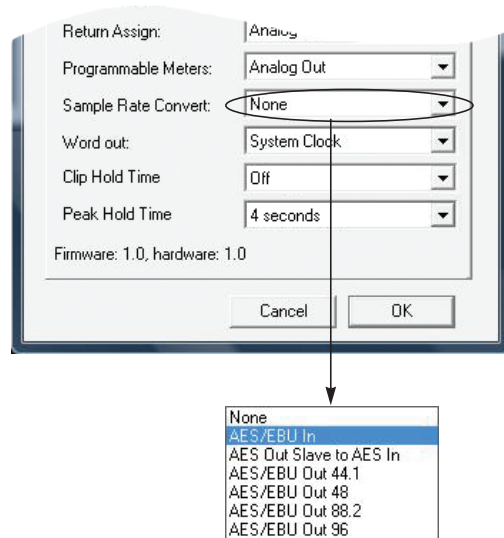 Return Assign:
Programmable Meters: Analog Out
Sample Rate Convert: None
Word out: System Clock
Clip Hold Time Off
Peak Hold Time 4 seconds
Firmware: 1.0, hardware: 1.0
Cancel OK
None
AES/EBU In
AES Out Slave to AES In
AES/EBU Out 44.1
AES/EBU Out 48
AES/EBU Out 88.2
AES/EBU Out 96